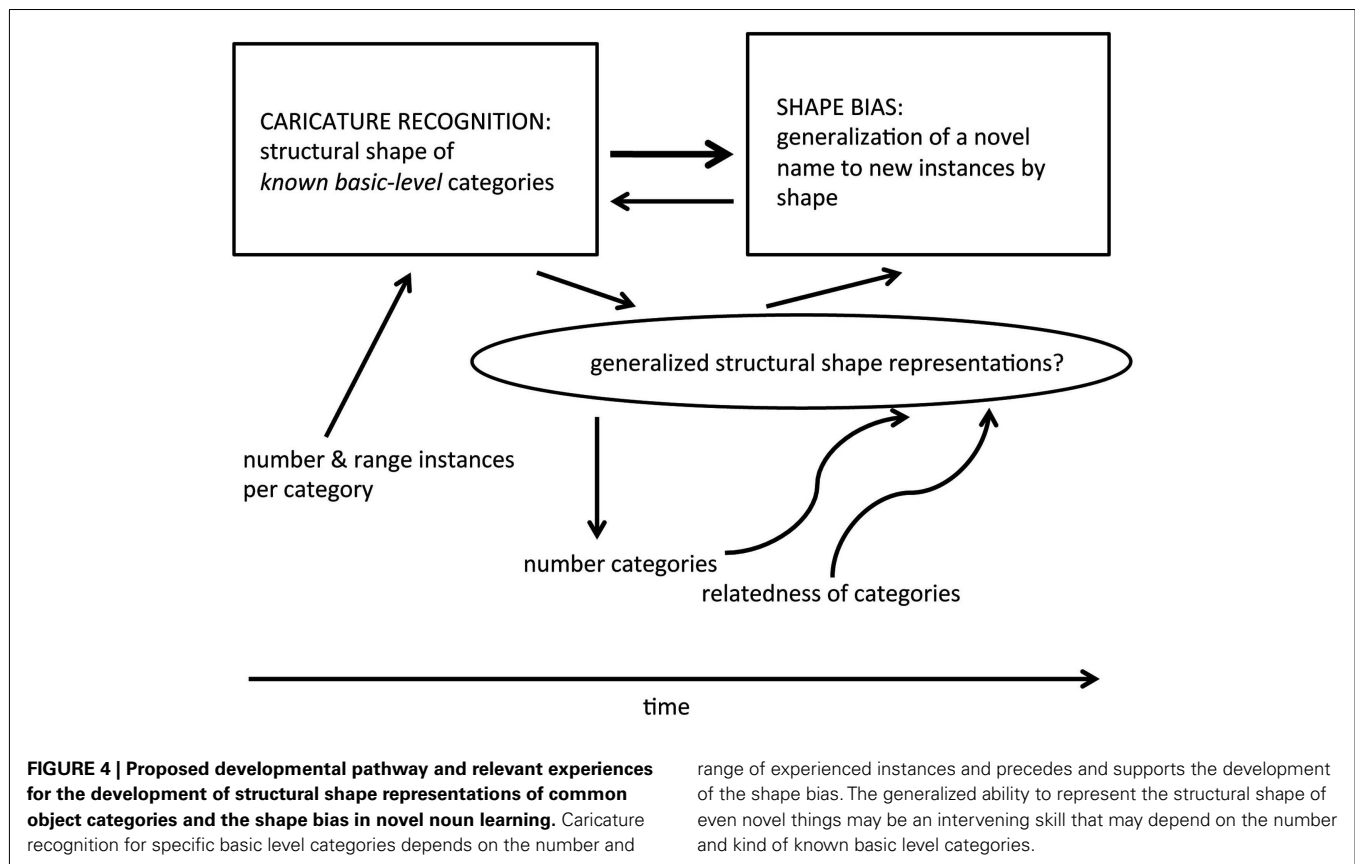 CARICATURE RECOGNITION:
structural shape of
known basic-level categories
SHAPE BIAS:
generalization of a novel
name to new instances by
shape
generalized structural shape representations?
number & range instances
per category
number categories
relatedness of categories
time
FIGURE 4 | Proposed developmental pathway and relevant experiences
for the development of structural shape representations of common
object categories and the shape bias in novel noun learning. Caricature
recognition for specific basic level categories depends on the number and
range of experienced instances and precedes and supports the development
of the shape bias. The generalized ability to represent the structural shape of
even novel things may be an intervening skill that may depend on the number
and kind of known basic level categories.